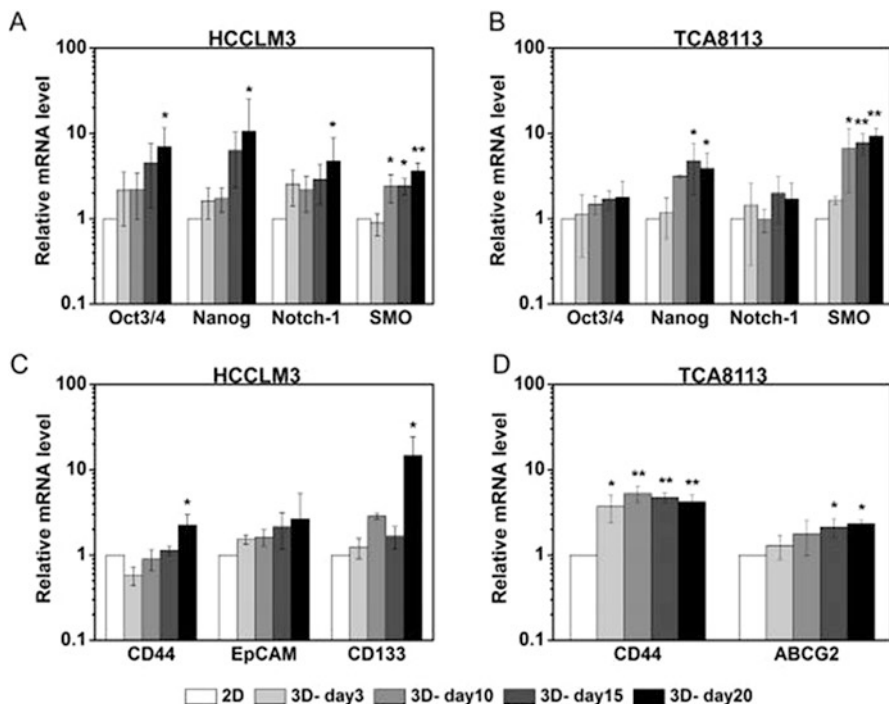 A
HCCLM3
Relative mRNA level
100
10
1
0.1
*
*
*
*
*
**
Oct3/4 Nanog Notch-1 SMO
B
TCA8113
Relative mRNA level
100
10
1
0.1
*
*
*
**
**
Oct3/4 Nanog Notch-1 SMO
C
HCCLM3
Relative mRNA level
100
10
1
0.1
*
*
CD44 EpCAM CD133
D
TCA8113
Relative mRNA level
100
10
1
0.1
*
**
**
**
*
*
CD44 ABCG2
2D 3D- day3 3D- day10 3D- day15 3D- day20